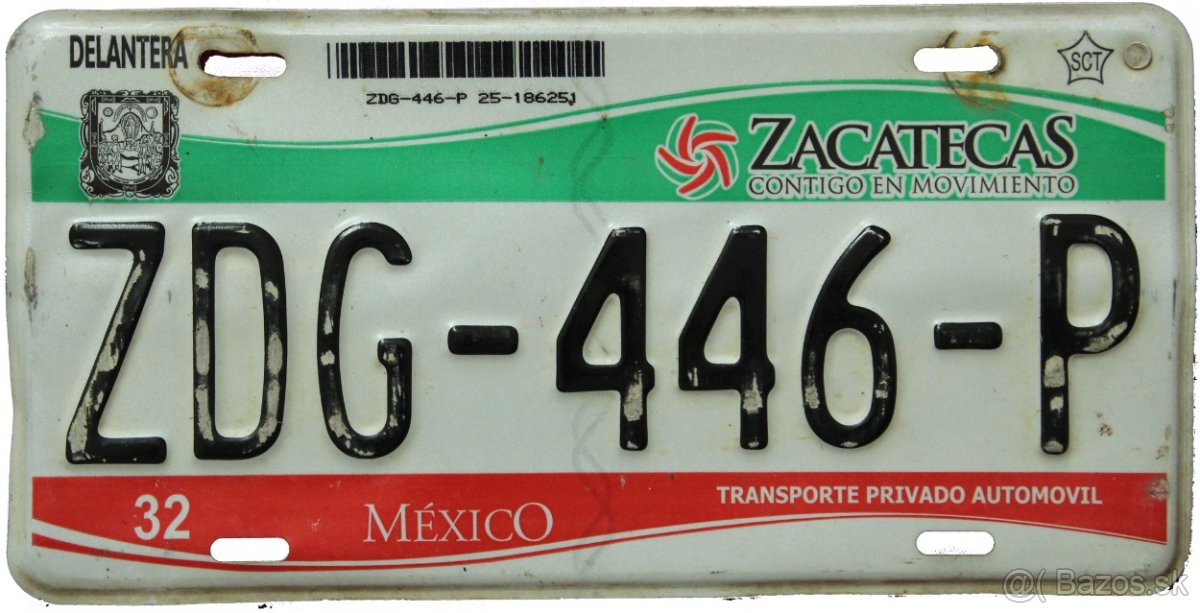 DELANTERA
ZDG-446-P 25-18625J
SCT
ZACATECAS
CONTIGO EN MOVIMIENTO
ZDG-446-P
32
MÉXICO
TRANSPORTE PRIVADO AUTOMOVIL
@( Bazos.sk